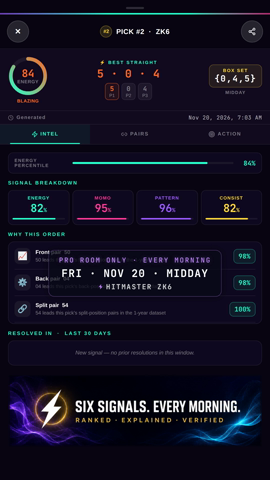 ×
#2 PICK #2 · ZK6
84
ENERGY
BLAZING
⚡ BEST STRAIGHT
5 · 0 · 4
5 P1
0 P2
4 P3
BOX SET
{0,4,5}
MIDDAY
Generated
Nov 20, 2026, 7:03 AM
INTEL
PAIRS
ACTION
ENERGY PERCENTILE
84%
SIGNAL BREAKDOWN
ENERGY
82%
MOMO
95%
PATTERN
96%
CONSIST
82%
WHY THIS ORDER
Front pair 50
98%
PRO ROOM ONLY · EVERY MORNING
FRI · NOV 20 · MIDDAY
HITMASTER ZK6
Back
98%
Split pair 54
54 leads this pick's split-position pairs in the 1-year dataset
100%
RESOLVED IN · LAST 30 DAYS
New signal — no prior resolutions in this window.
SIX SIGNALS. EVERY MORNING.
RANKED · EXPLAINED · VERIFIED